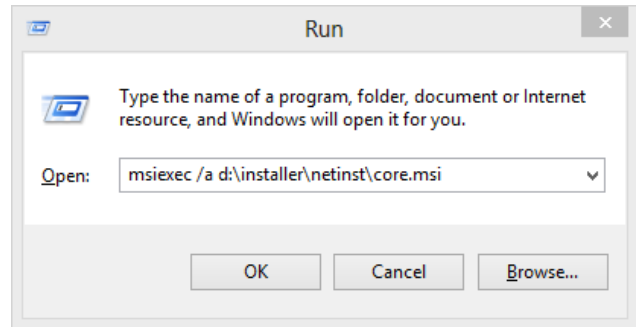 Run
Type the name of a program, folder, document or Internet
resource, and Windows will open it for you.
Open: msiexec /a d:\installer\netinst\core.msi
OK Cancel Browse...